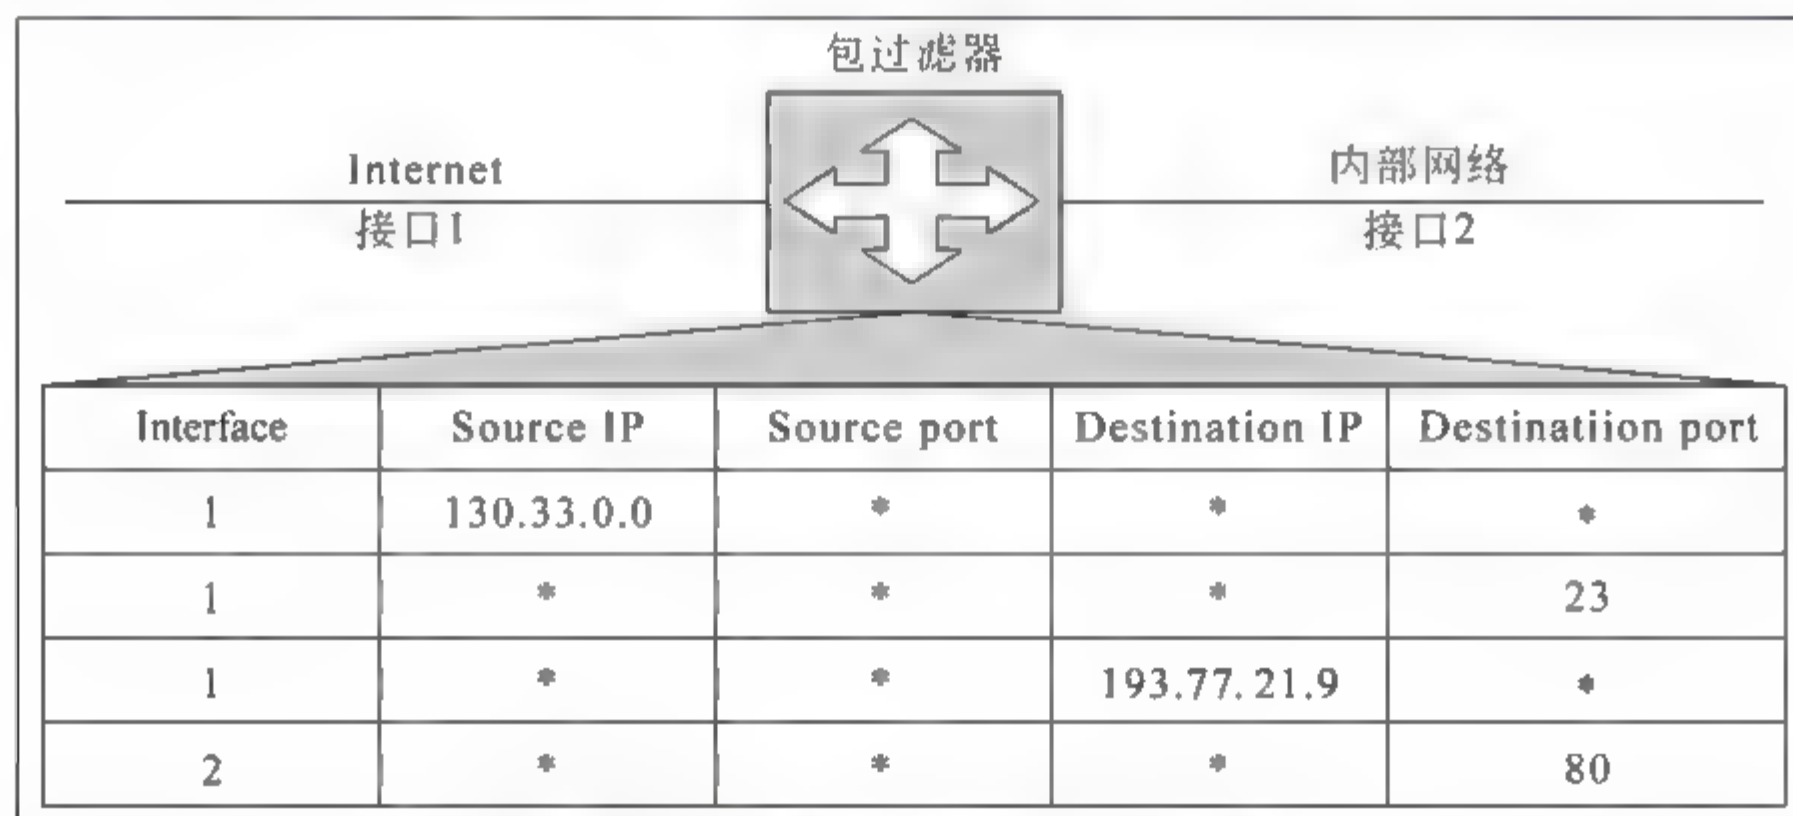 包过滤器
Internet 内部网络
接口1 接口2
Interface Source IP Source port Destination IP Destinatiion port
1 130.33.0.0 * * *
1 * * * 23
1 * * 193.77.21.9 *
2 * * * 80